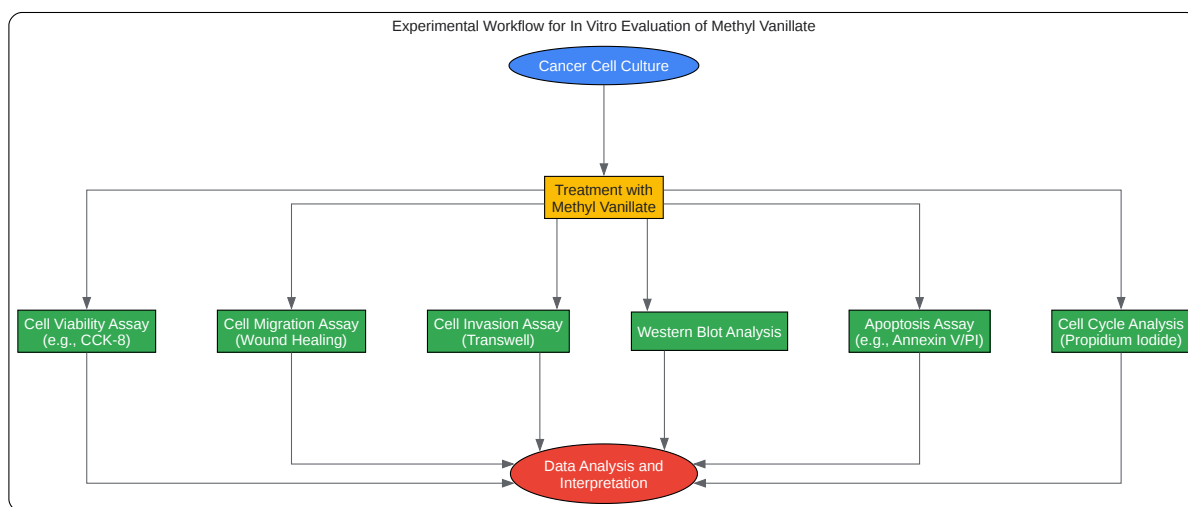 Experimental Workflow for In Vitro Evaluation of Methyl Vanillate
Cancer Cell Culture
Treatment with
Methyl Vanillate
Cell Viability Assay
(e.g., CCK-8)
Cell Migration Assay
(Wound Healing)
Cell Invasion Assay
(Transwell)
Western Blot Analysis
Apoptosis Assay
(e.g., Annexin V/PI)
Cell Cycle Analysis
(Propidium Iodide)
Data Analysis and
Interpretation